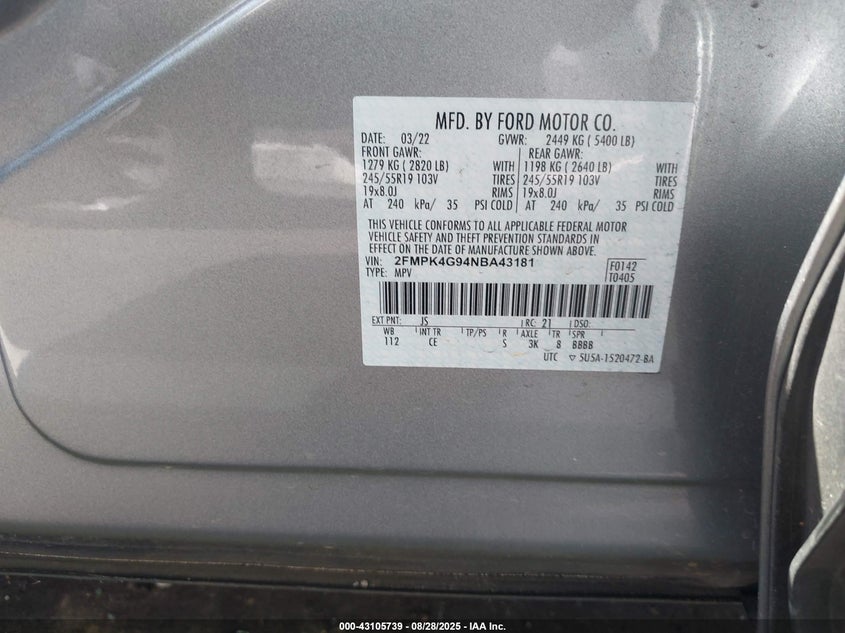 MFD. BY FORD MOTOR CO.
DATE: 03/22 GVWR: 2449 KG ( 5400 LB)
FRONT GAWR: REAR GAWR:
1279 KG ( 2820 LB) WITH 1198 KG ( 2640 LB) WITH
245/55R19 103V TIRES 245/55R19 103V TIRES
19x8.0J RIMS 19x8.0J RIMS
AT 240 kPa/ 35 PSI COLD AT 240 kPa/ 35 PSI COLD
THIS VEHICLE CONFORMS TO ALL APPLICABLE FEDERAL MOTOR
VEHICLE SAFETY AND THEFT PREVENTION STANDARDS IN
EFFECT ON THE DATE OF MANUFACTURE SHOWN ABOVE.
VIN: 2FMPK4G94NBA43181 F0142
TYPE: MPV T0405
EXT PNT: JS RC: 21 DSO:
WB INT TR TP/PS R AXLE TR SPR
112 CE S 3K 8 BBBB
UTC ▽ 5U5A-1520472-BA
000-43105739 - 08/28/2025 - IAA Inc.